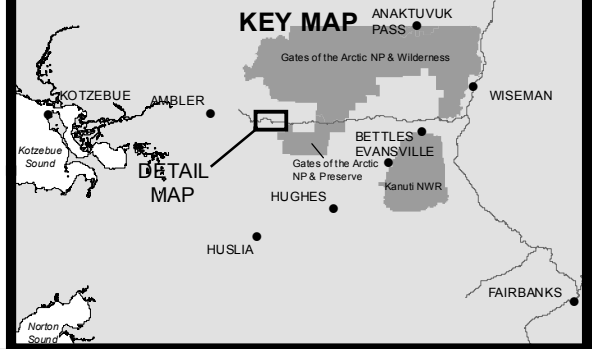 KEY MAP
ANAKTUVUK
PASS
Gates of the Arctic NP & Wilderness
KOTZEBUE
AMBLER
WISEMAN
Kotzebue
Sound
BETTLES
EVANSVILLE
DETAIL
MAP
Gates of the Arctic
NP & Preserve
Kanuti NWR
HUGHES
HUSLIA
FAIRBANKS
Norton
Sound